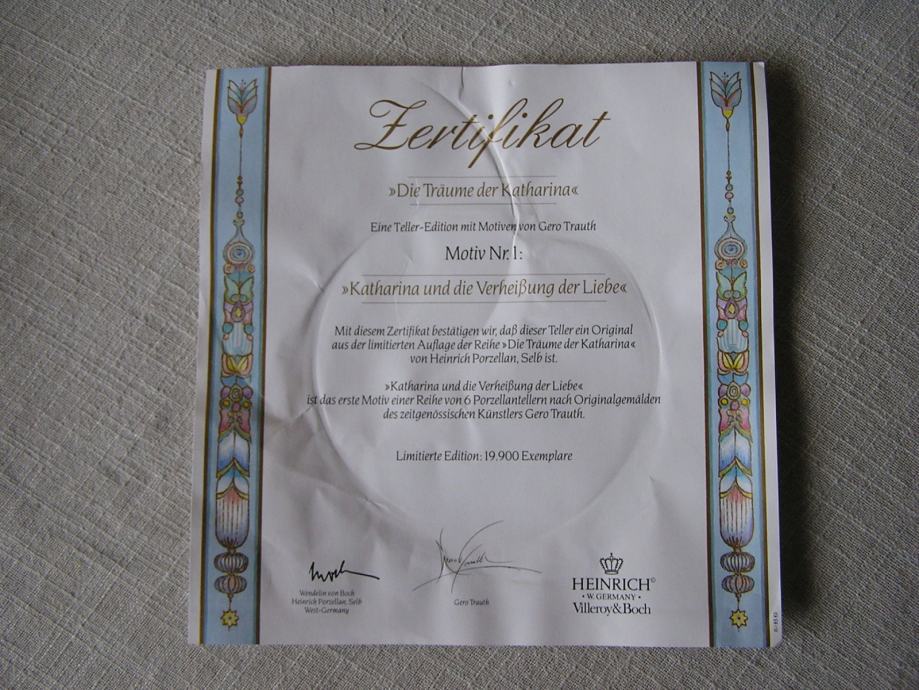 Zertifikat
»Die Träume der Katharina«
Eine Teller-Edition mit Motiven von Gero Trauth
Motiv Nr. 1:
»Katharina und die Verheißung der Liebe«
Mit diesem Zertifikat bestätigen wir, daß dieser Teller ein Original
aus der limitierten Auflage der Reihe »Die Träume der Katharina«
von Heinrich Porzellan, Selb ist.
»Katharina und die Verheißung der Liebe«
ist das erste Motiv einer Reihe von 6 Porzellantellern nach Originalgemälden
des zeitgenössischen Künstlers Gero Trauth.
Limitierte Edition: 19.900 Exemplare
Wendelin von Boch
Heinrich Porzellan, Selb
West-Germany
Gero Trauth
HEINRICH©
• W. GERMANY •
Villeroy & Boch